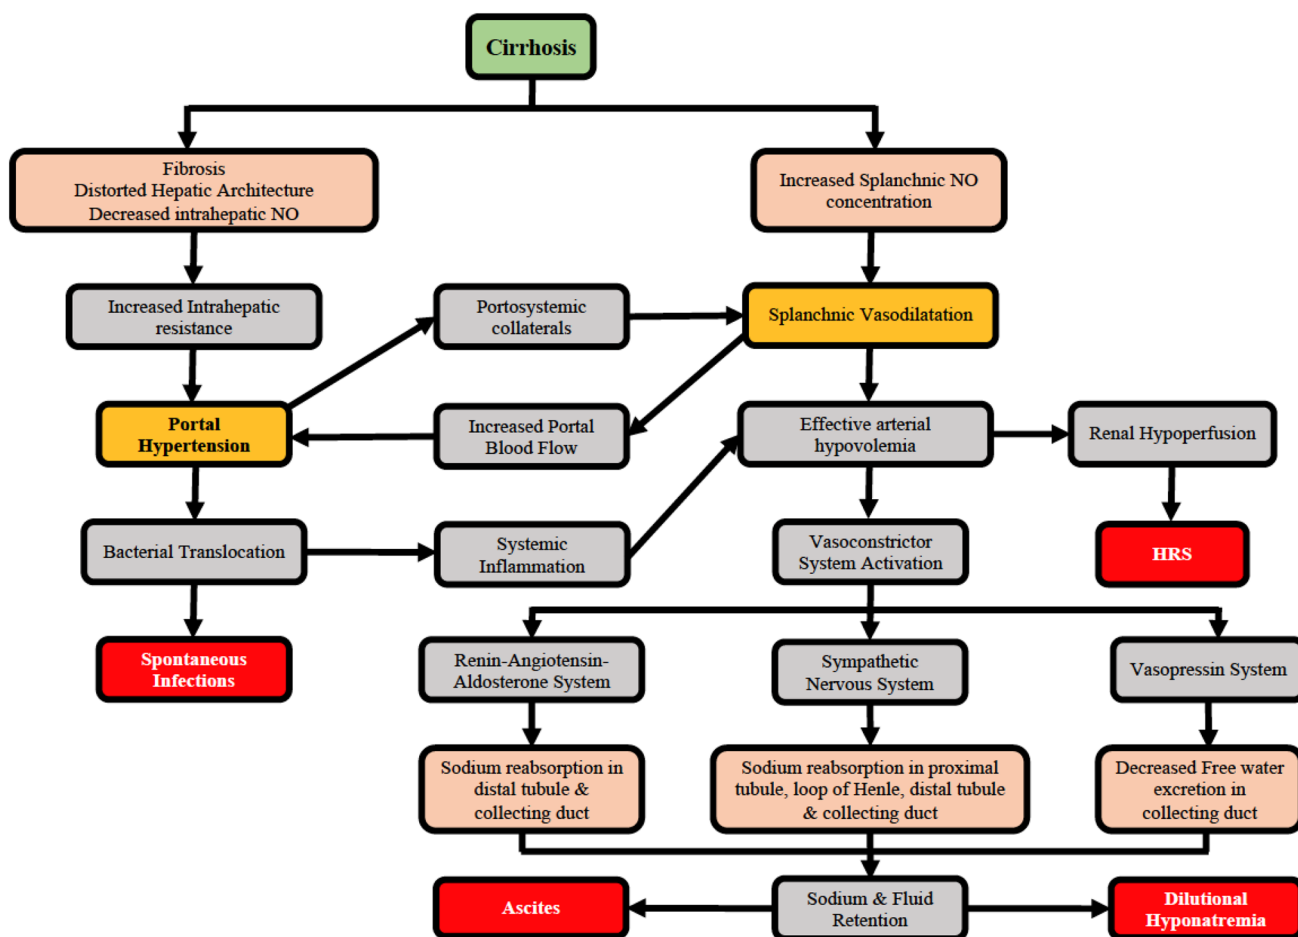 Cirrhosis
Fibrosis
Distorted Hepatic Architecture
Decreased intrahepatic NO
Increased Splanchnic NO
concentration
Increased Intrahepatic
resistance
Portosystemic
collaterals
Splanchnic Vasodilatation
Portal
Hypertension
Increased Portal
Blood Flow
Effective arterial
hypovolemia
Renal Hypoperfusion
Bacterial Translocation
Systemic
Inflammation
Vasoconstrictor
System Activation
HRS
Spontaneous
Infections
Renin-Angiotensin-
Aldosterone System
Sympathetic
Nervous System
Vasopressin System
Sodium reabsorption in
distal tubule &
collecting duct
Sodium reabsorption in proximal
tubule, loop of Henle, distal tubule
& collecting duct
Decreased Free water
excretion in
collecting duct
Ascites
Sodium & Fluid
Retention
Dilutional
Hyponatremia